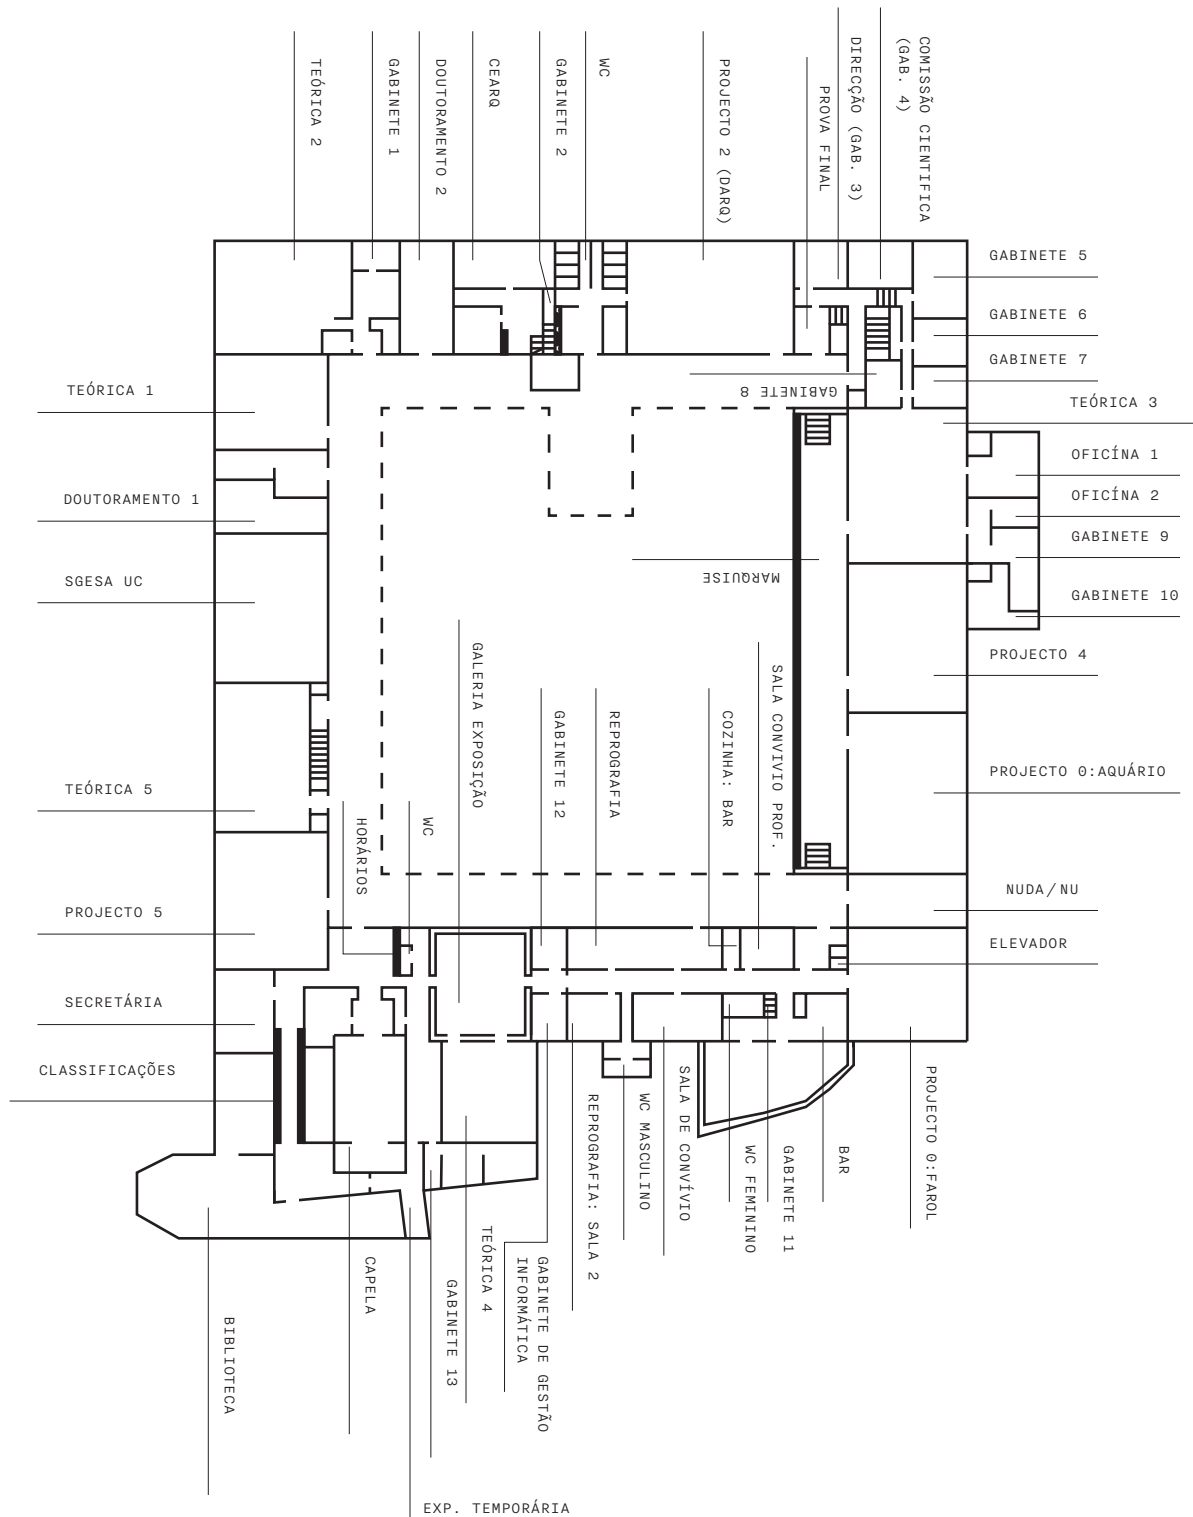 TEÓRICA 2
GABINETE 1
DOUTORAMENTO 2
CEARQ
GABINETE 2
WC
PROJECTO 2 (DARQ)
PROVA FINAL
DIRECÇÃO (GAB. 3)
COMISSÃO CIENTIFICA
(GAB. 4)
GABINETE 5
GABINETE 6
GABINETE 7
GABINETE 8
TEÓRICA 3
TEÓRICA 1
OFICÍNA 1
OFICÍNA 2
GABINETE 9
GABINETE 10
DOUTORAMENTO 1
SGESA UC
MARQUISE
PROJECTO 4
GALERIA EXPOSIÇÃO
GABINETE 12
REPROGRAFIA
COZINHA: BAR
SALA CONVIVIO PROF.
PROJECTO 0:AQUÁRIO
TEÓRICA 5
HORÁRIOS
WC
NUDA/NU
PROJECTO 5
ELEVADOR
SECRETÁRIA
CLASSIFICAÇÕES
REPROGRAFIA: SALA 2
WC MASCULINO
SALA DE CONVÍVIO
WC FEMININO
GABINETE 11
BAR
PROJECTO 0:FAROL
BIBLIOTECA
CAPELA
GABINETE 13
TEÓRICA 4
GABINETE DE GESTÃO
INFORMÁTICA
EXP. TEMPORÁRIA